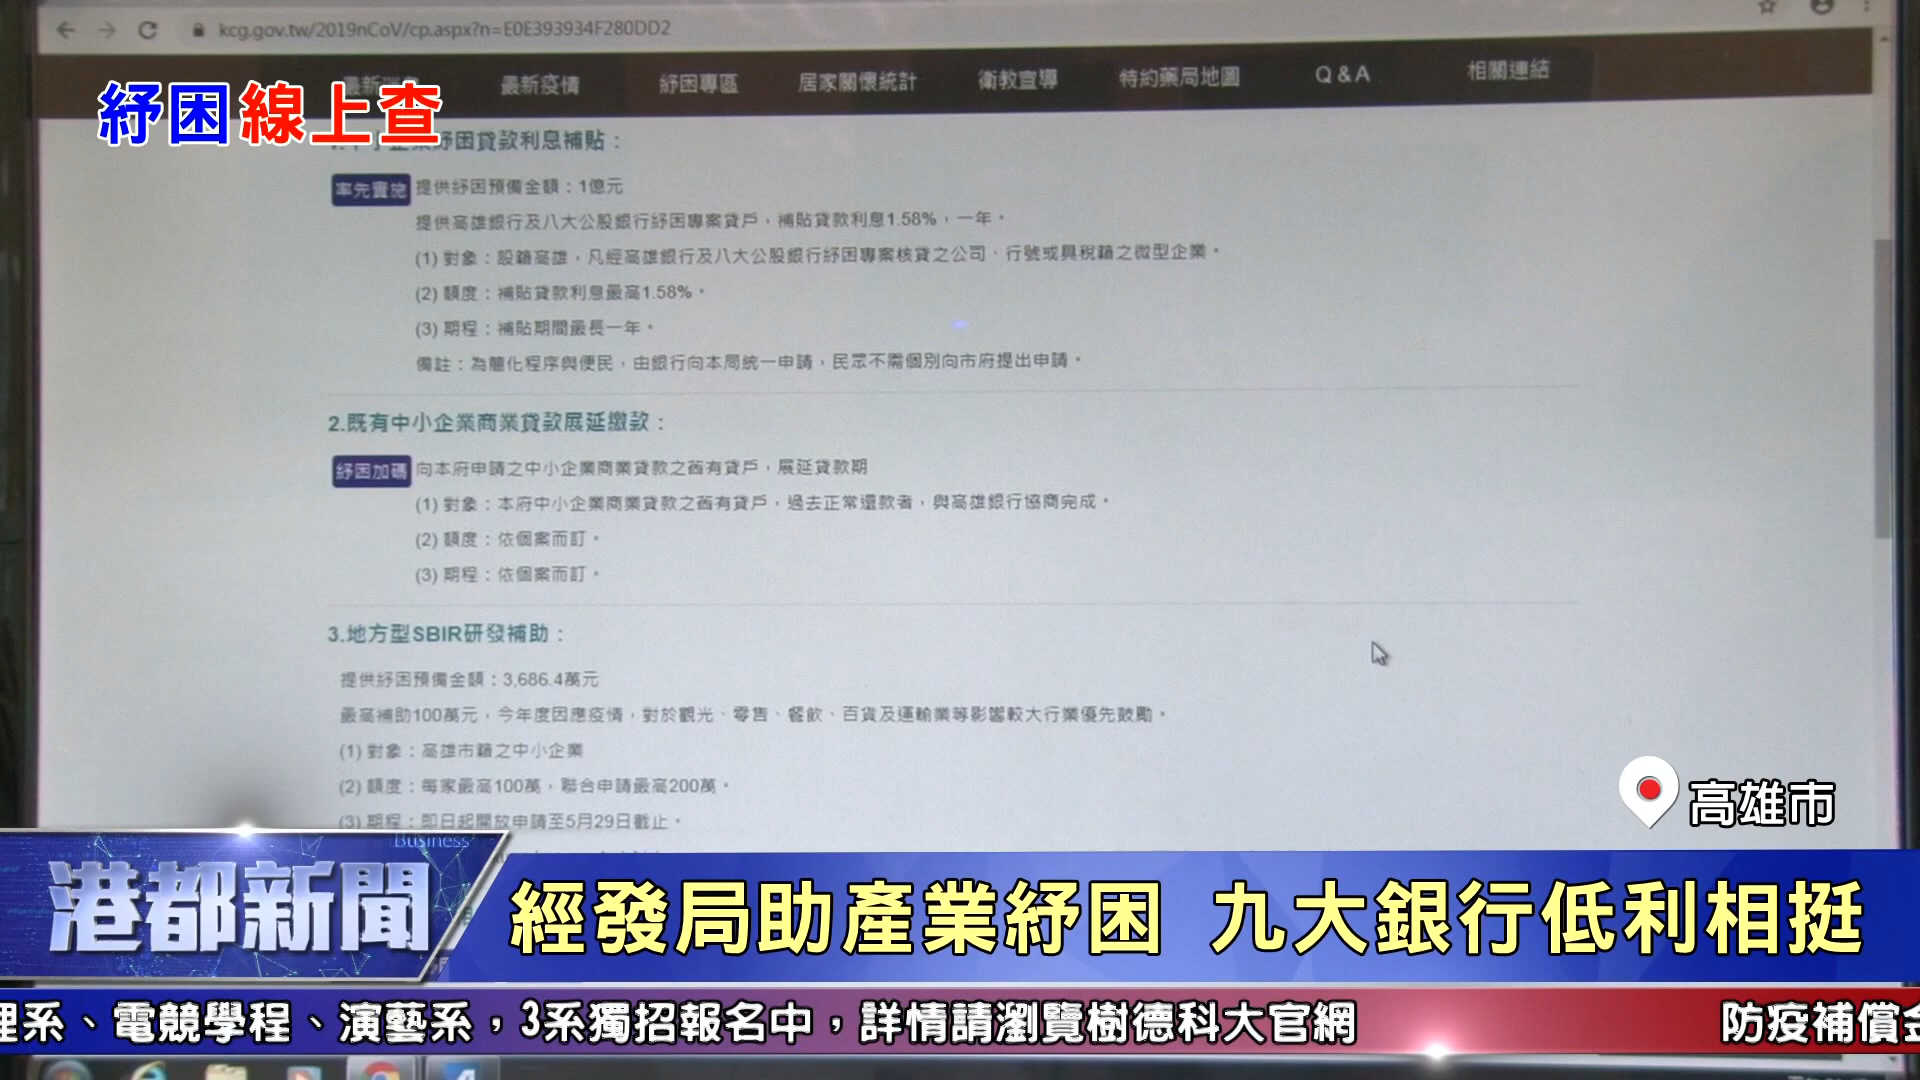 kcg.gov.tw/2019nCoV/cp.aspx?n=E0E393934F280DD2
最新 最新疫情 紓困專區 居家關懷統計 衛教宣導 特約藥局地圖 Q&A 相關連結
紓困線上查
紓困貸款利息補貼：
率先實施 提供紓困預備金額：1億元
提供高雄銀行及八大公股銀行紓困專案貸戶，補貼貸款利息1.58%，一年。
(1) 對象：設籍高雄，凡經高雄銀行及八大公股銀行紓困專案核貸之公司、行號或具稅籍之微型企業。
(2) 額度：補貼貸款利息最高1.58%。
(3) 期程：補貼期間最長一年。
備註：為簡化程序與便民，由銀行向本局統一申請，民眾不需個別向市府提出申請。
2.既有中小企業商業貸款展延繳款：
紓困加碼 向本府申請之中小企業商業貸款之舊有貸戶，展延貸款期
(1) 對象：本府中小企業商業貸款之舊有貸戶，過去正常還款者，與高雄銀行協商完成。
(2) 額度：依個案而訂。
(3) 期程：依個案而訂。
3.地方型SBIR研發補助：
提供紓困預備金額：3,686.4萬元
最高補助100萬元，今年度因應疫情，對於觀光、零售、餐飲、百貨及運輸業等影響較大行業優先鼓勵。
(1) 對象：高雄市籍之中小企業
(2) 額度：每家最高100萬，聯合申請最高200萬。
(3) 期程：即日起開放申請至5月29日截止。
高雄市
Business
港都新聞
經發局助產業紓困 九大銀行低利相挺
理系、電競學程、演藝系，3系獨招報名中，詳情請瀏覽樹德科大官網 防疫補償金